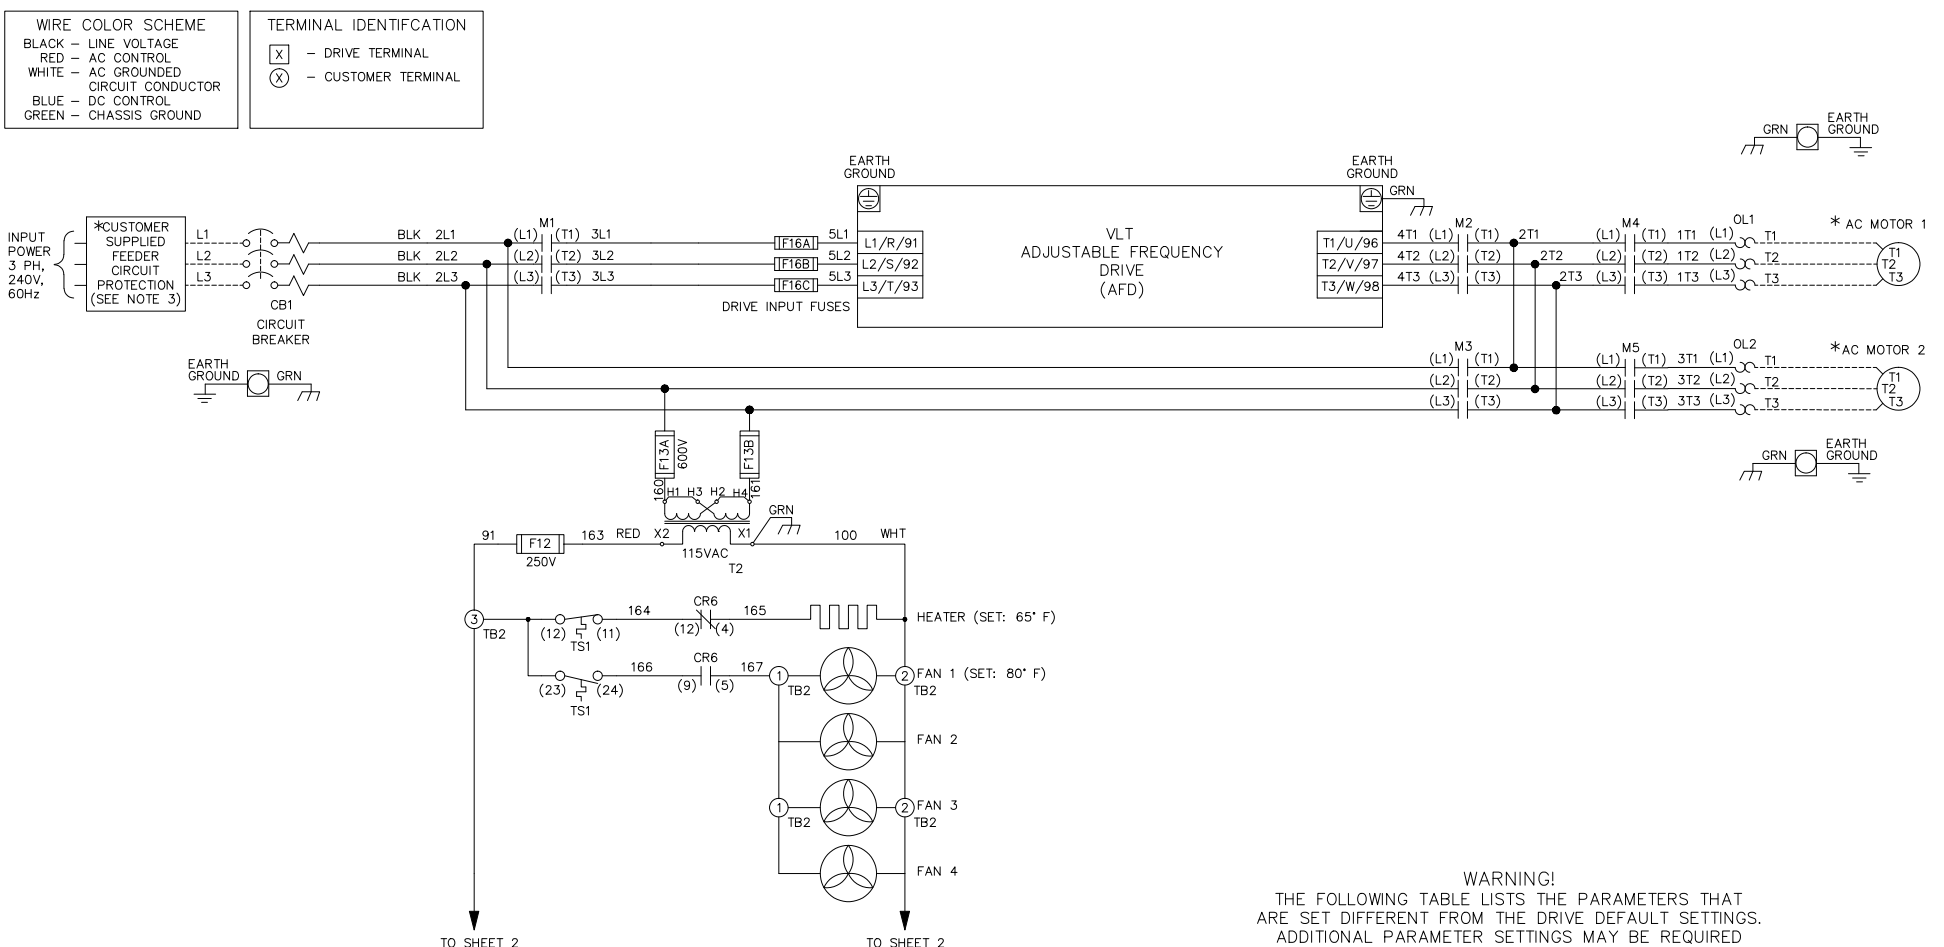 WIRE COLOR SCHEME
BLACK – LINE VOLTAGE
RED – AC CONTROL
WHITE – AC GROUNDED
CIRCUIT CONDUCTOR
BLUE – DC CONTROL
GREEN – CHASSIS GROUND
TERMINAL IDENTIFCATION
X – DRIVE TERMINAL
X – CUSTOMER TERMINAL
GRN
EARTH
GROUND
INPUT
POWER
3 PH,
240V,
60Hz
*CUSTOMER
SUPPLIED
FEEDER
CIRCUIT
PROTECTION
(SEE NOTE 3)
L1
L2
L3
CB1
CIRCUIT
BREAKER
BLK 2L1
BLK 2L2
BLK 2L3
M1
(L1) (T1) 3L1
(L2) (T2) 3L2
(L3) (T3) 3L3
F16A 5L1
F16B 5L2
F16C 5L3
DRIVE INPUT FUSES
EARTH
GROUND
L1/R/91
L2/S/92
L3/T/93
VLT
ADJUSTABLE FREQUENCY
DRIVE
(AFD)
EARTH
GROUND
GRN
T1/U/96
T2/V/97
T3/W/98
M2
4T1 (L1) (T1) 2T1
4T2 (L2) (T2) 2T2
4T3 (L3) (T3) 2T3
M4
(L1) (T1) 1T1 (L1)
(L2) (T2) 1T2 (L2)
(L3) (T3) 1T3 (L3)
OL1
T1
T2
T3
* AC MOTOR 1
T1
T2
T3
EARTH
GROUND
GRN
M3
(L1) (T1)
(L2) (T2)
(L3) (T3)
M5
(L1) (T1) 3T1 (L1)
(L2) (T2) 3T2 (L2)
(L3) (T3) 3T3 (L3)
OL2
T1
T2
T3
*AC MOTOR 2
T1
T2
T3
GRN
EARTH
GROUND
F13A
600V
F13B
160
161
H1 H3 H2 H4
GRN
91
F12
250V
163 RED X2
115VAC
X1
T2
100 WHT
3
TB2
(12) (11)
TS1
164
CR6
(12) (4)
165
HEATER (SET: 65° F)
(23) (24)
TS1
166
CR6
(9) (5)
167
1
TB2
2
TB2
FAN 1 (SET: 80° F)
FAN 2
1
TB2
2
TB2
FAN 3
FAN 4
TO SHEET 2
TO SHEET 2
WARNING!
THE FOLLOWING TABLE LISTS THE PARAMETERS THAT
ARE SET DIFFERENT FROM THE DRIVE DEFAULT SETTINGS.
ADDITIONAL PARAMETER SETTINGS MAY BE REQUIRED